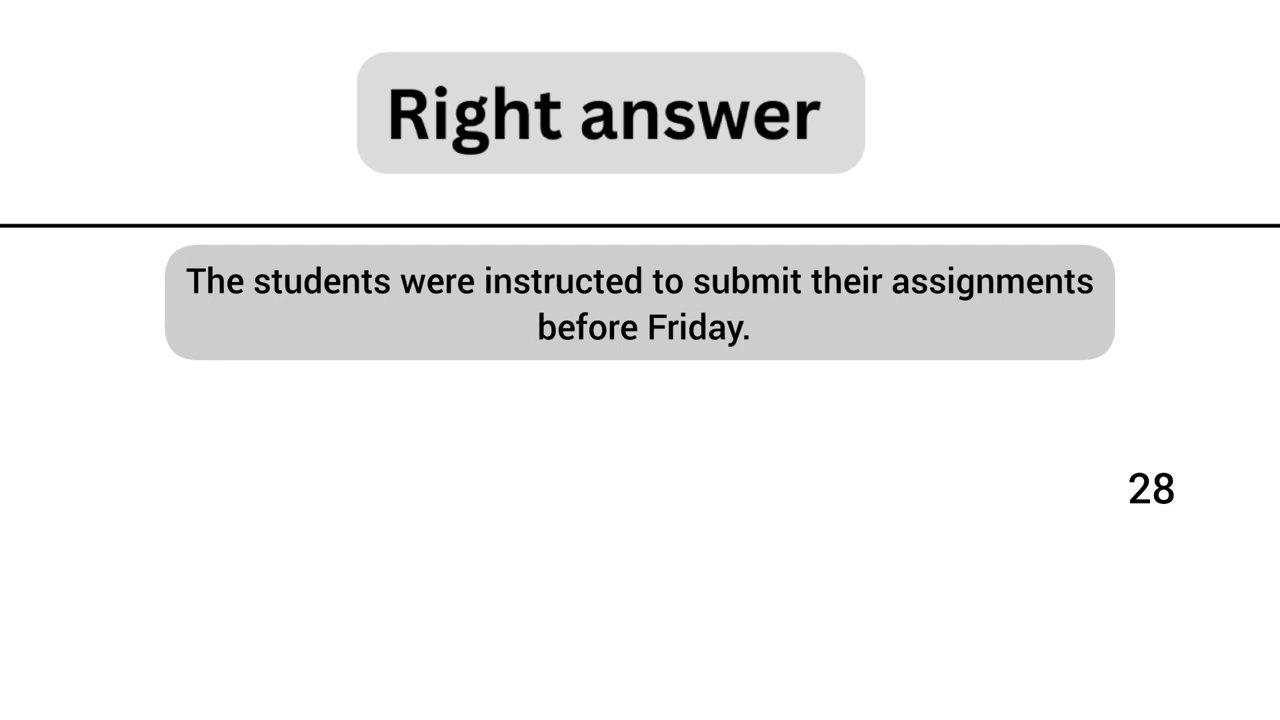 Right answer
The students were instructed to submit their assignments
before Friday.
28